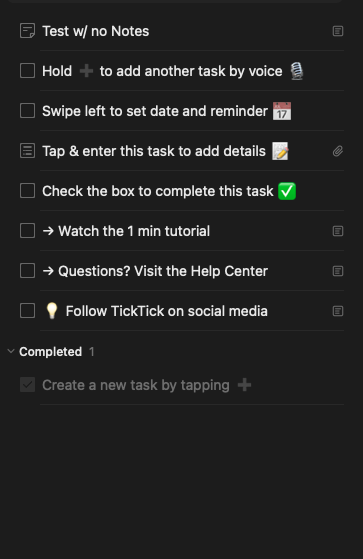 Test w/ no Notes
Hold ➕ to add another task by voice 🎙️
Swipe left to set date and reminder 📅
Tap & enter this task to add details 📝
Check the box to complete this task ✅
→ Watch the 1 min tutorial
→ Questions? Visit the Help Center
💡 Follow TickTick on social media
Completed 1
Create a new task by tapping ➕